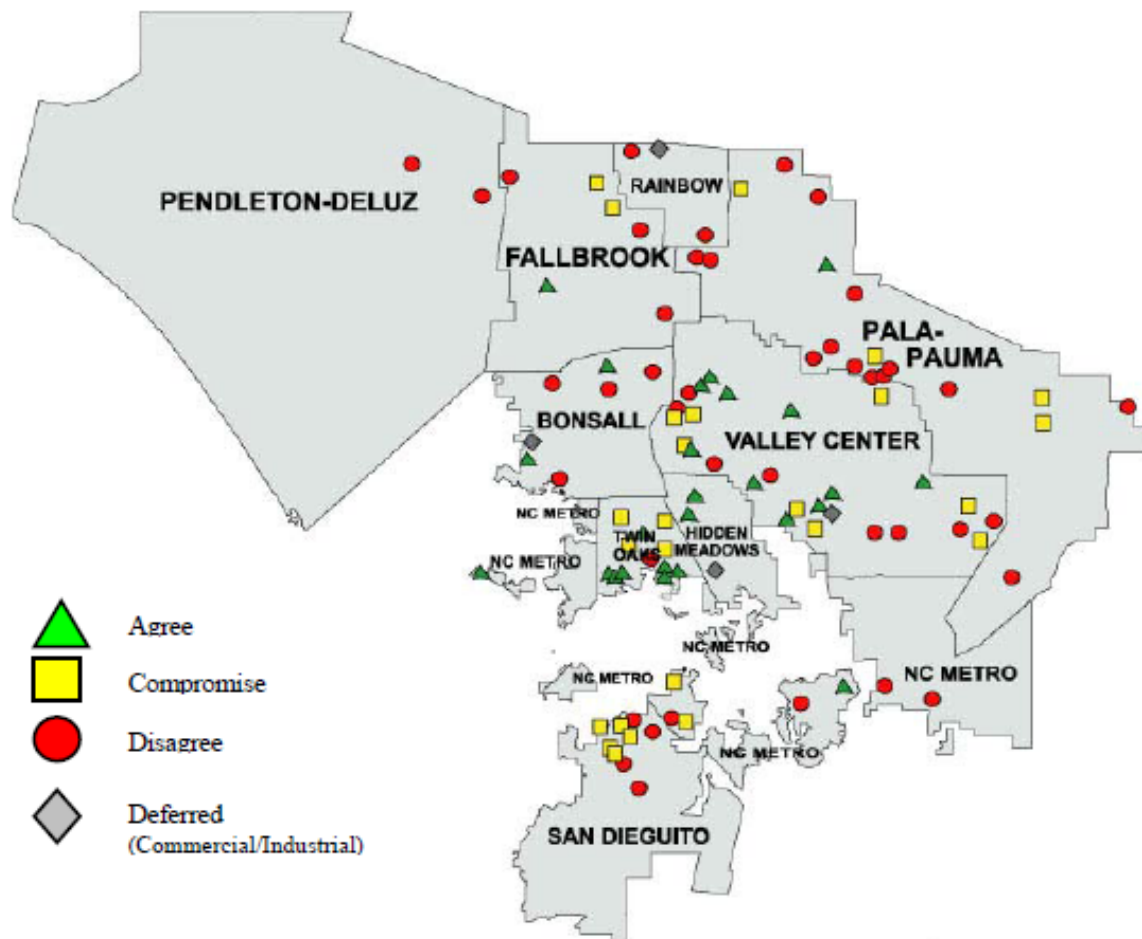 RAINBOW
PENDLETON-DELUZ
FALLBROOK
PALA-
PAUMA
BONSALL
VALLEY CENTER
NC METRO
TWIN
OAKS
HIDDEN
MEADOWS
NC METRO
Agree
NC METRO
NC METRO
NC METRO
Compromise
Disagree
NC METRO
Deferred
(Commercial/Industrial)
SAN DIEGUITO